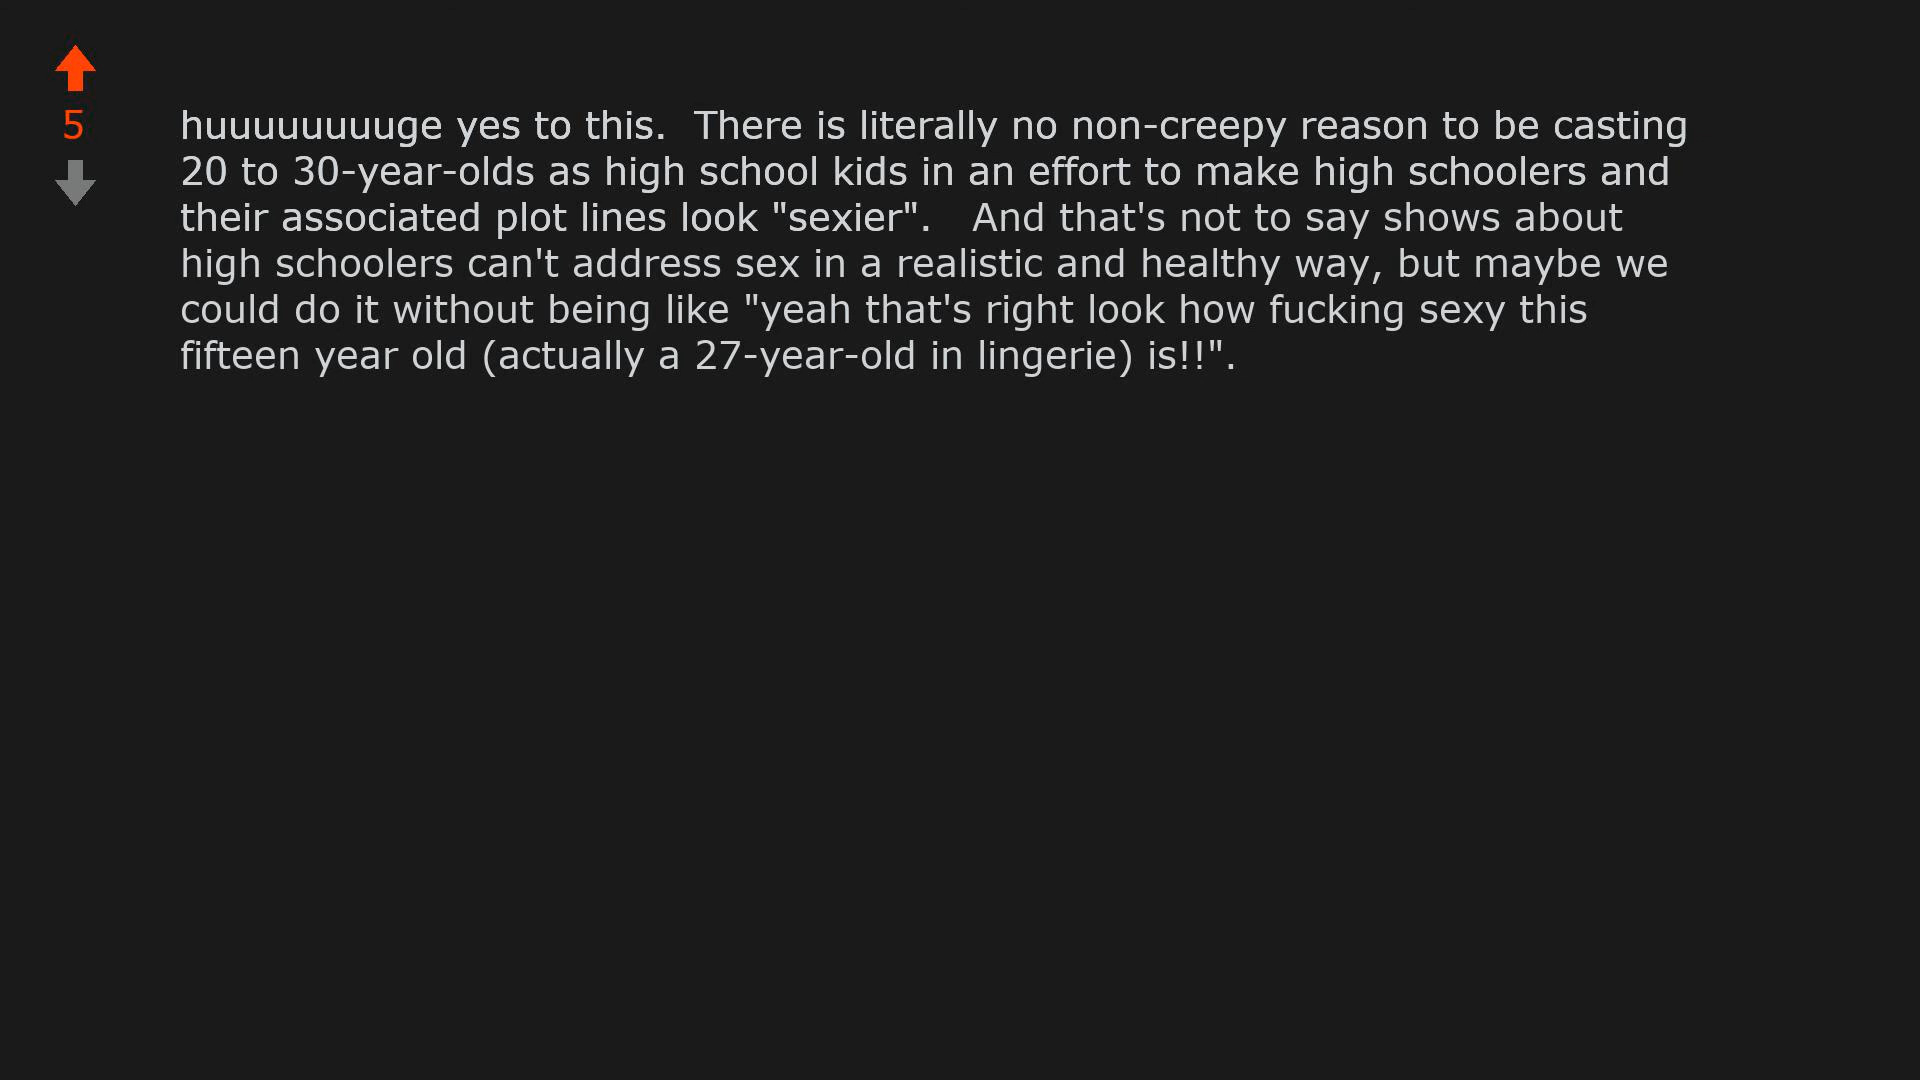 5
huuuuuuuuge yes to this.  There is literally no non-creepy reason to be casting
20 to 30-year-olds as high school kids in an effort to make high schoolers and
their associated plot lines look "sexier".   And that's not to say shows about
high schoolers can't address sex in a realistic and healthy way, but maybe we
could do it without being like "yeah that's right look how fucking sexy this
fifteen year old (actually a 27-year-old in lingerie) is!!".